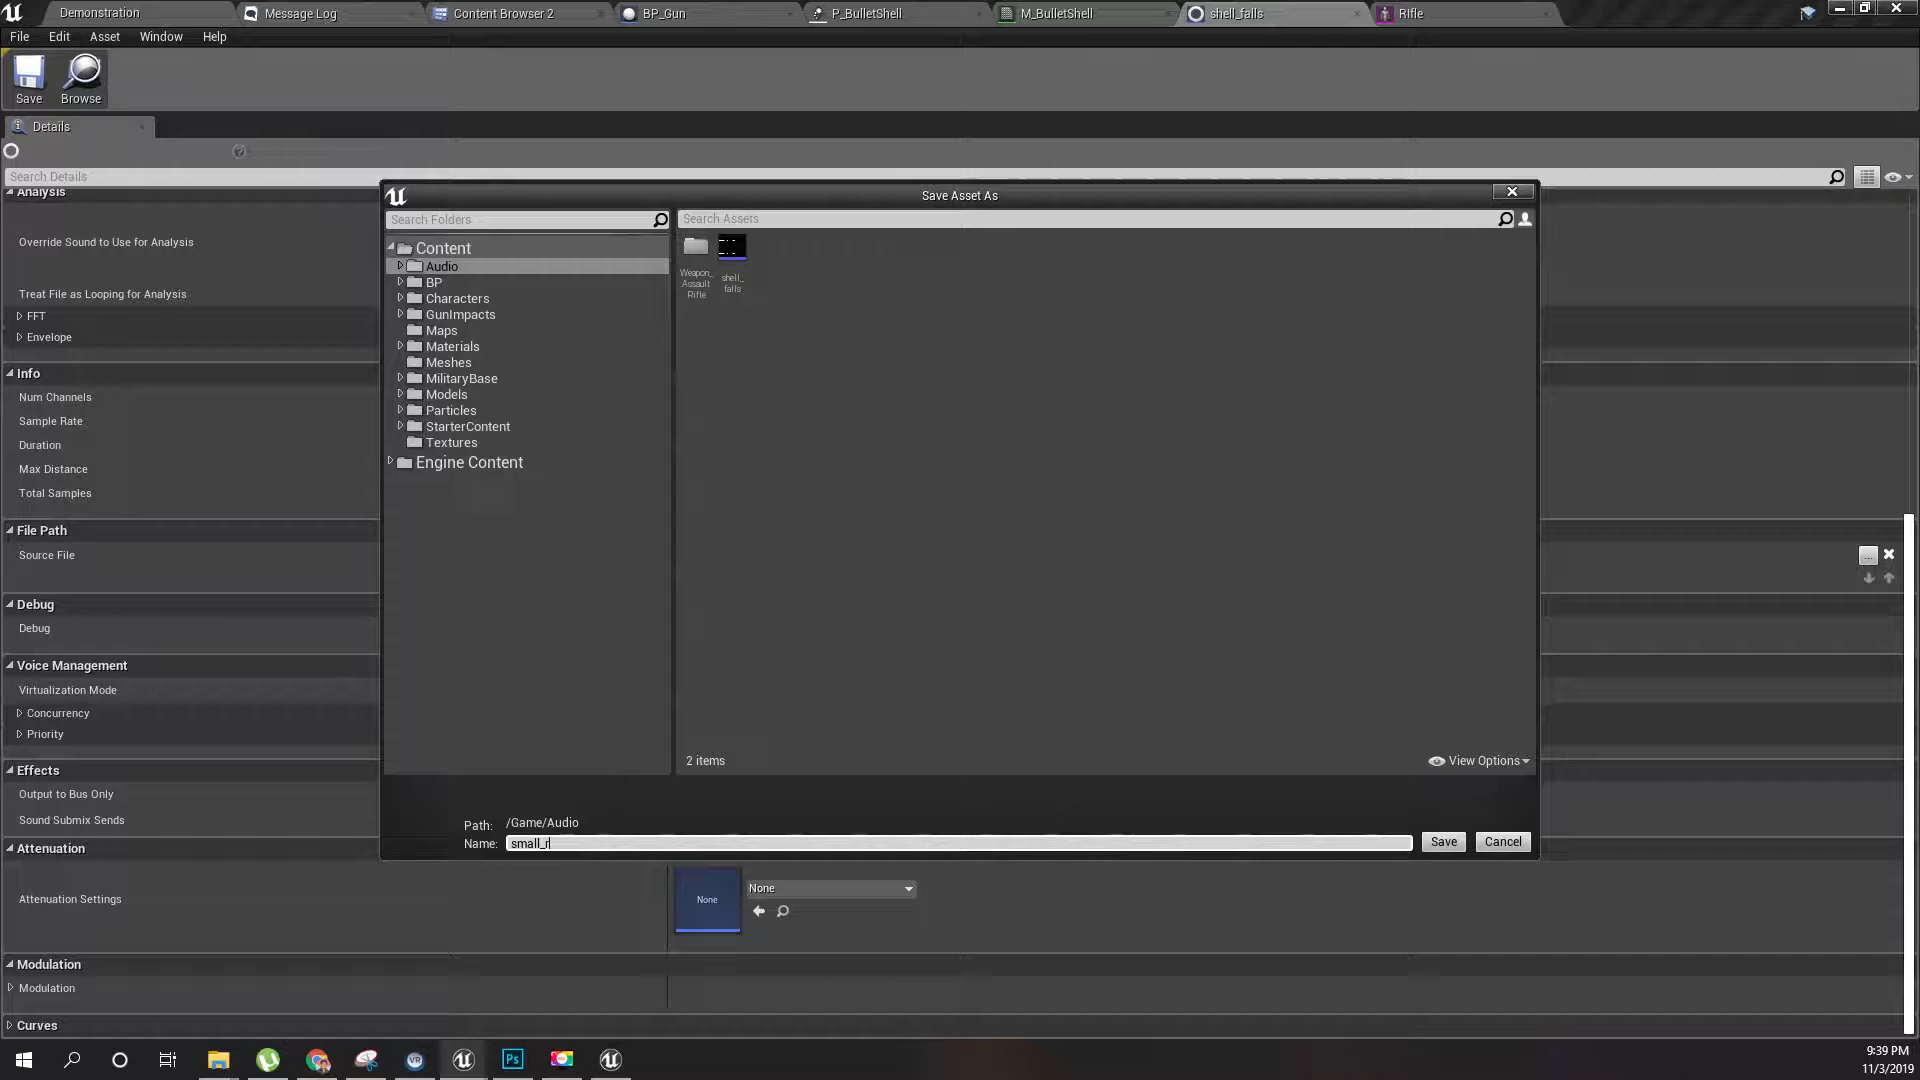 Demonstration
Message Log
Content Browser 2
BP_Gun
P_BulletShell
M_BulletShell
shell_falls
RIfle
File
Edit
Asset
Window
Help
Save
Browse
Details
Search Details
Analysis
Override Sound to Use for Analysis
Treat File as Looping for Analysis
FFT
Envelope
Info
Num Channels
Sample Rate
Duration
Max Distance
Total Samples
File Path
Source File
Debug
Debug
Voice Management
Virtualization Mode
Concurrency
Priority
Effects
Output to Bus Only
Sound Submix Sends
Attenuation
Attenuation Settings
None
None
Modulation
Modulation
Curves
Save Asset As
Search Folders
Search Assets
Content
Audio
BP
Characters
GunImpacts
Maps
Materials
Meshes
MilitaryBase
Models
Particles
StarterContent
Textures
Engine Content
Weapon_
Assault
Rifle
shell_
falls
2 items
View Options
Path: /Game/Audio
Name: small_r
Save
Cancel
...
VR
Ps
9:39 PM
11/3/2019